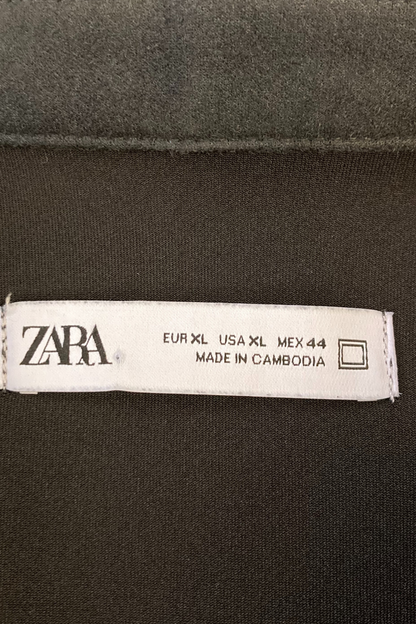 ZARA
EUR XL USA XL MEX 44
MADE IN CAMBODIA